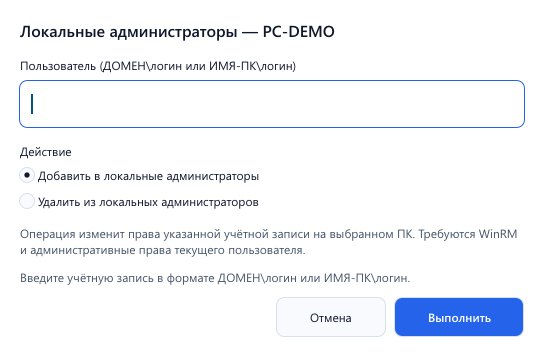 Локальные администраторы — PC-DEMO
Пользователь (ДОМЕН\логин или ИМЯ-ПК\логин)
Действие
Добавить в локальные администраторы
Удалить из локальных администраторов
Операция изменит права указанной учётной записи на выбранном ПК. Требуются WinRM
и административные права текущего пользователя.
Введите учётную запись в формате ДОМЕН\логин или ИМЯ-ПК\логин.
Отмена
Выполнить